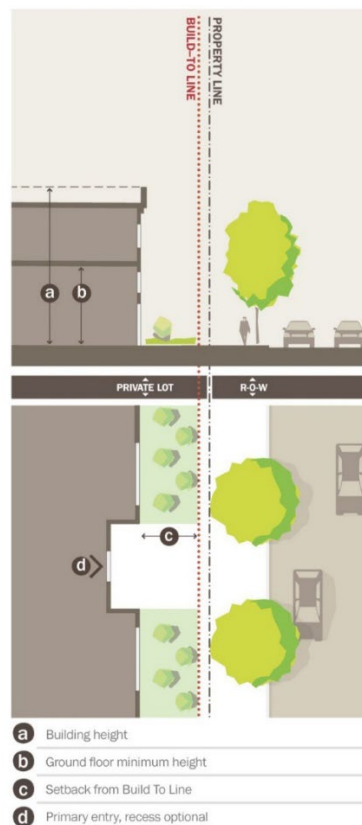 BUILD-TO LINE
PROPERTY LINE
a
b
PRIVATE LOT
R-O-W
c
d
a Building height
b Ground floor minimum height
c Setback from Build To Line
d Primary entry, recess optional